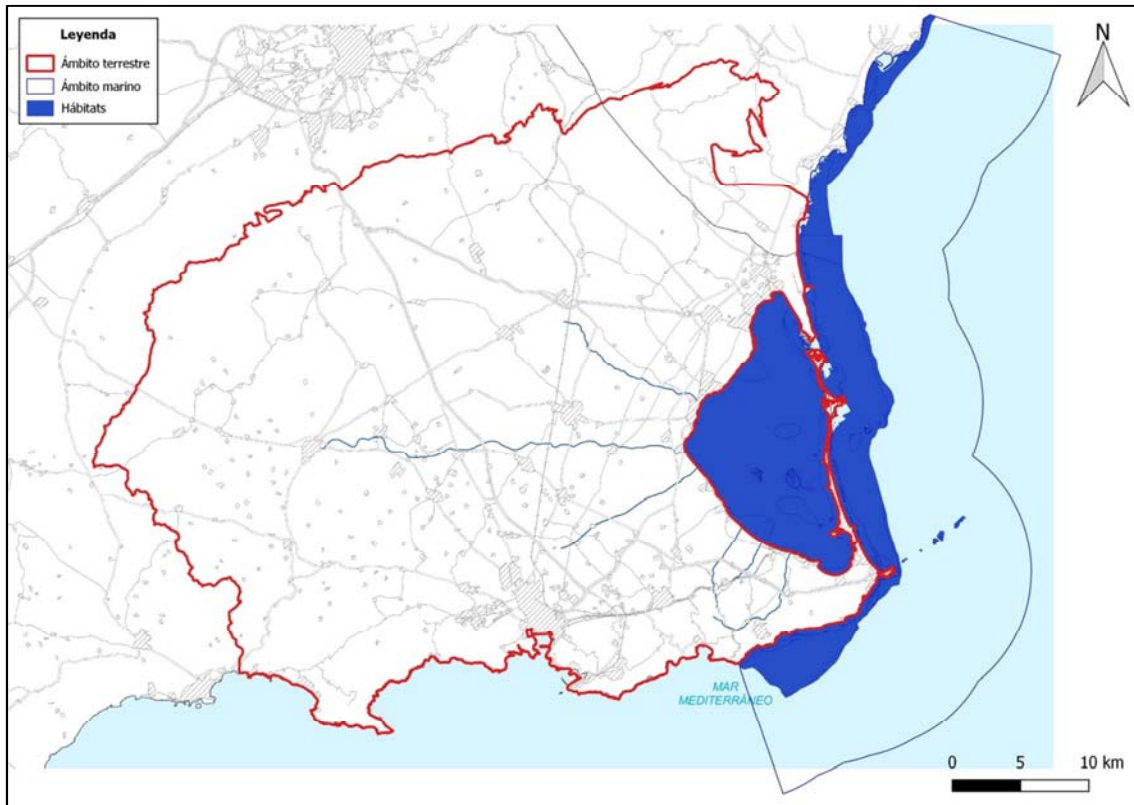 Leyenda
Ámbito terrestre
Ámbito marino
Hábitats
N
MAR
MEDITERRÁNEO
0 5 10 km